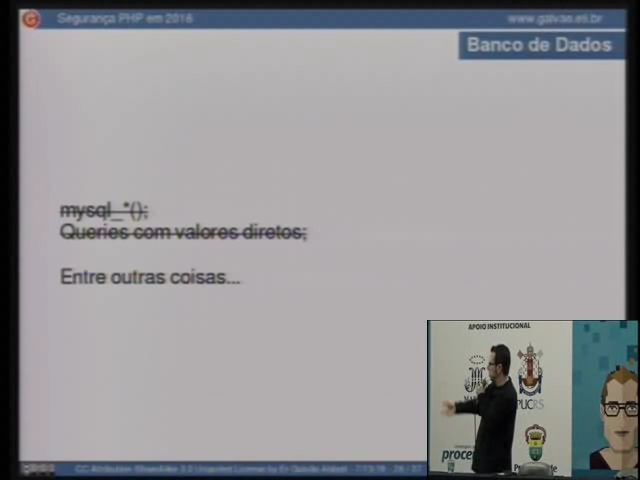 Segurança PHP em 2016
www.galvao.eti.br
Banco de Dados
mysql_*();
Queries com valores diretos;
Entre outras coisas...
APOIO INSTITUCIONAL
PUCRS